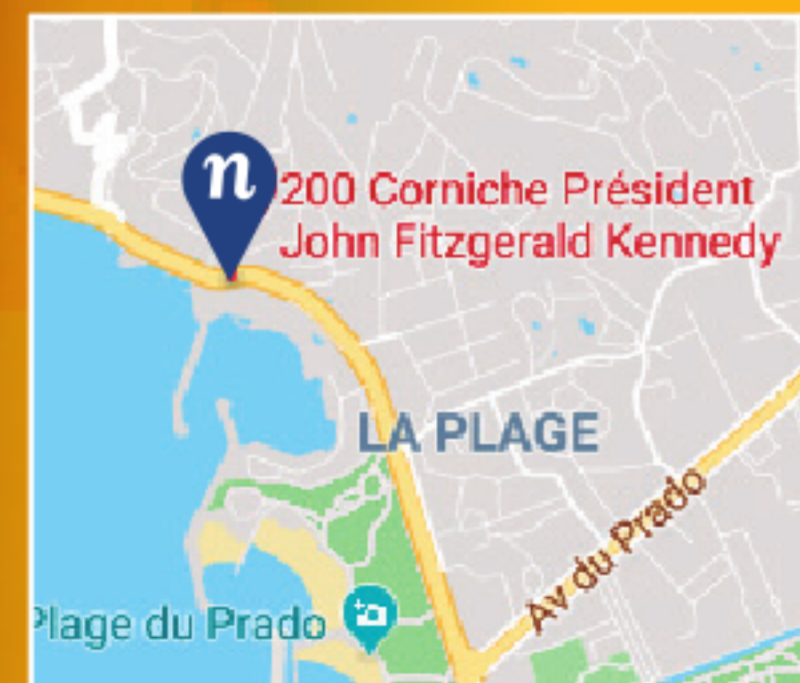 n
200 Corniche Président
John Fitzgerald Kennedy
LA PLAGE
Av du Prado
Plage du Prado